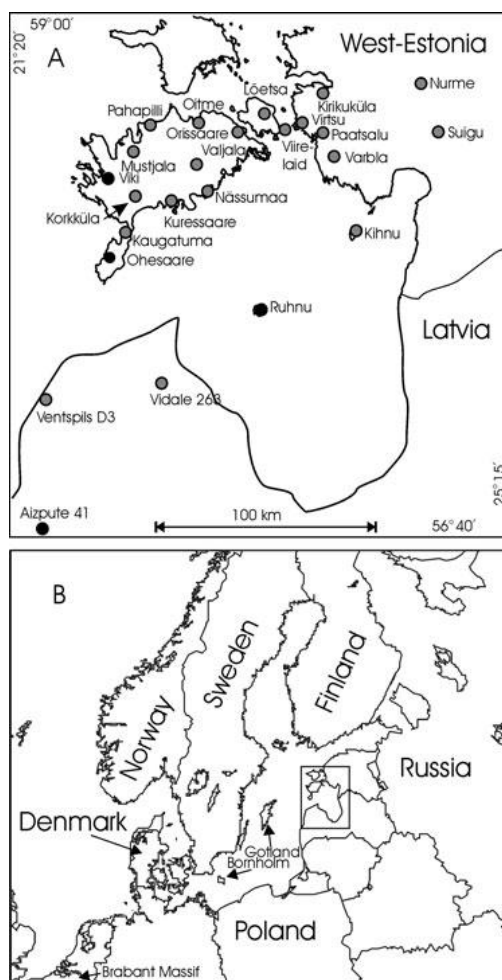 59°00′
21°20′
A
West-Estonia
Nurme
Lõetsa
Kirikuküla
Oitme
Pahapilli
Virtsu
Orissaare
Paatsalu
Suigu
Valjala
Viire-
laid
Mustjala
Varbla
Viki
Nässumaa
Korkküla
Kuressaare
Kaugatuma
Kihnu
Ohesaare
Ruhnu
Latvia
Vidale 263
Ventspils D3
25°15′
Aizpute 41
100 km
56°40′
B
Sweden
Finland
Norway
Russia
Denmark
Gotland
Bornholm
Poland
Brabant Massif